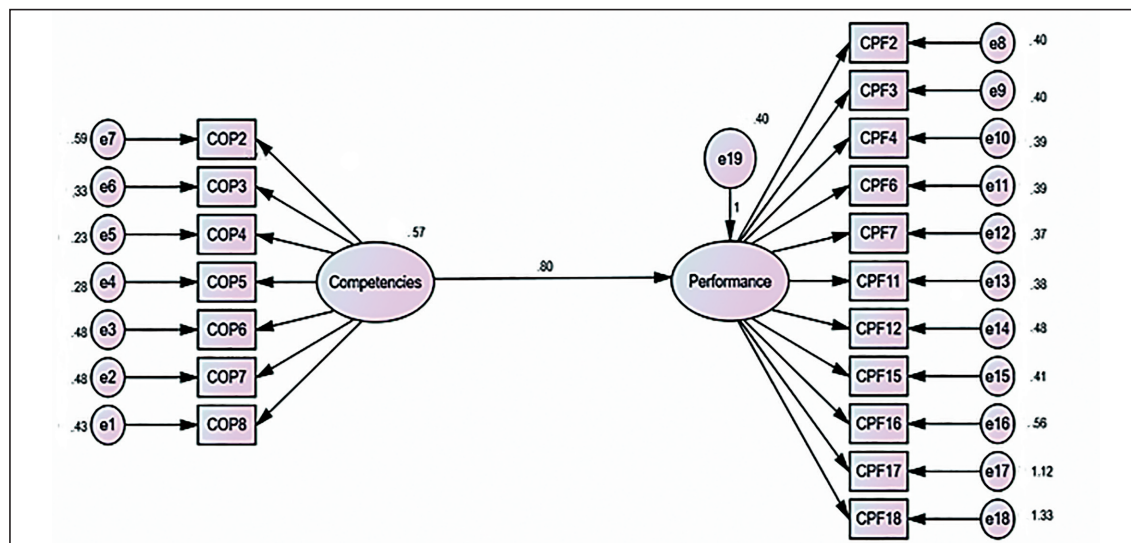 .59 e7 COP2
.33 e6 COP3
.23 e5 COP4
.28 e4 COP5
.48 e3 COP6
.48 e2 COP7
.43 e1 COP8
.57
Competencies
.80
.40
e19
1
Performance
CPF2 e8 .40
CPF3 e9 .40
CPF4 e10 .39
CPF6 e11 .39
CPF7 e12 .37
CPF11 e13 .38
CPF12 e14 .48
CPF15 e15 .41
CPF16 e16 .56
CPF17 e17 1.12
CPF18 e18 1.33